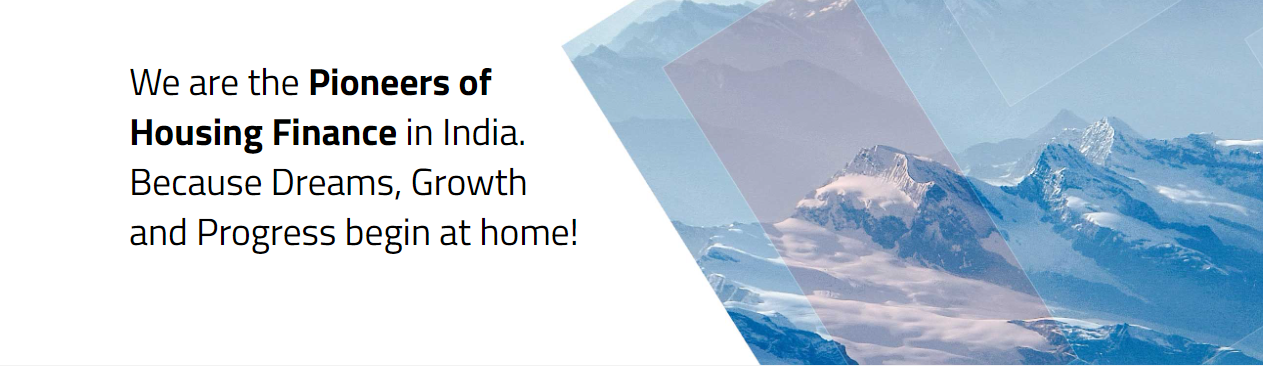 We are the Pioneers of
Housing Finance in India.
Because Dreams, Growth
and Progress begin at home!